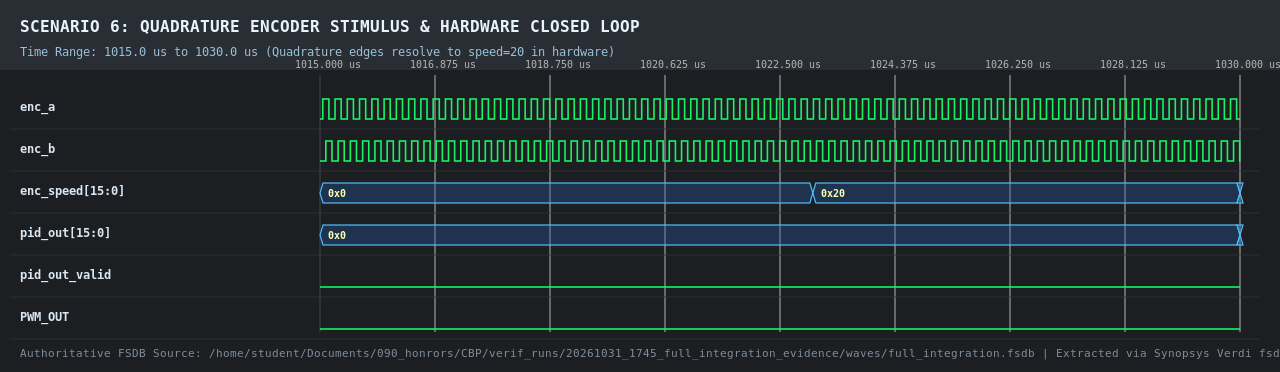 SCENARIO 6: QUADRATURE ENCODER STIMULUS & HARDWARE CLOSED LOOP
Time Range: 1015.0 us to 1030.0 us (Quadrature edges resolve to speed=20 in hardware)
1015.000 us 1016.875 us 1018.750 us 1020.625 us 1022.500 us 1024.375 us 1026.250 us 1028.125 us 1030.000 us
enc_a
enc_b
enc_speed[15:0] 0x0 0x20
pid_out[15:0] 0x0
pid_out_valid
PWM_OUT
Authoritative FSDB Source: /home/student/Documents/090_honrors/CBP/verif_runs/20261031_1745_full_integration_evidence/waves/full_integration.fsdb | Extracted via Synopsys Verdi fsd